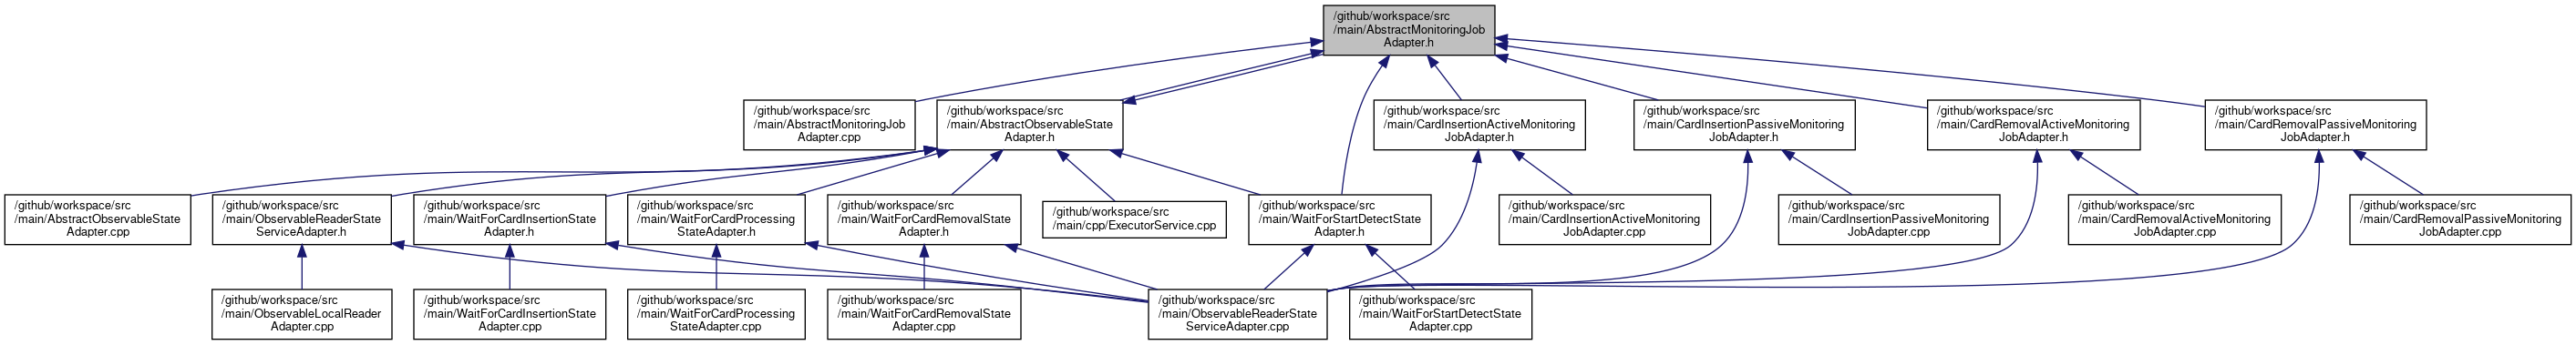 /github/workspace/src
/main/AbstractMonitoringJob
Adapter.h
/github/workspace/src
/main/AbstractMonitoringJob
Adapter.cpp
/github/workspace/src
/main/AbstractObservableState
Adapter.h
/github/workspace/src
/main/CardInsertionActiveMonitoring
JobAdapter.h
/github/workspace/src
/main/CardInsertionPassiveMonitoring
JobAdapter.h
/github/workspace/src
/main/CardRemovalActiveMonitoring
JobAdapter.h
/github/workspace/src
/main/CardRemovalPassiveMonitoring
JobAdapter.h
/github/workspace/src
/main/AbstractObservableState
Adapter.cpp
/github/workspace/src
/main/ObservableReaderState
ServiceAdapter.h
/github/workspace/src
/main/WaitForCardInsertionState
Adapter.h
/github/workspace/src
/main/WaitForCardProcessing
StateAdapter.h
/github/workspace/src
/main/WaitForCardRemovalState
Adapter.h
/github/workspace/src
/main/cpp/ExecutorService.cpp
/github/workspace/src
/main/WaitForStartDetectState
Adapter.h
/github/workspace/src
/main/CardInsertionActiveMonitoring
JobAdapter.cpp
/github/workspace/src
/main/CardInsertionPassiveMonitoring
JobAdapter.cpp
/github/workspace/src
/main/CardRemovalActiveMonitoring
JobAdapter.cpp
/github/workspace/src
/main/CardRemovalPassiveMonitoring
JobAdapter.cpp
/github/workspace/src
/main/ObservableLocalReader
Adapter.cpp
/github/workspace/src
/main/WaitForCardInsertionState
Adapter.cpp
/github/workspace/src
/main/WaitForCardProcessing
StateAdapter.cpp
/github/workspace/src
/main/WaitForCardRemovalState
Adapter.cpp
/github/workspace/src
/main/ObservableReaderState
ServiceAdapter.cpp
/github/workspace/src
/main/WaitForStartDetectState
Adapter.cpp